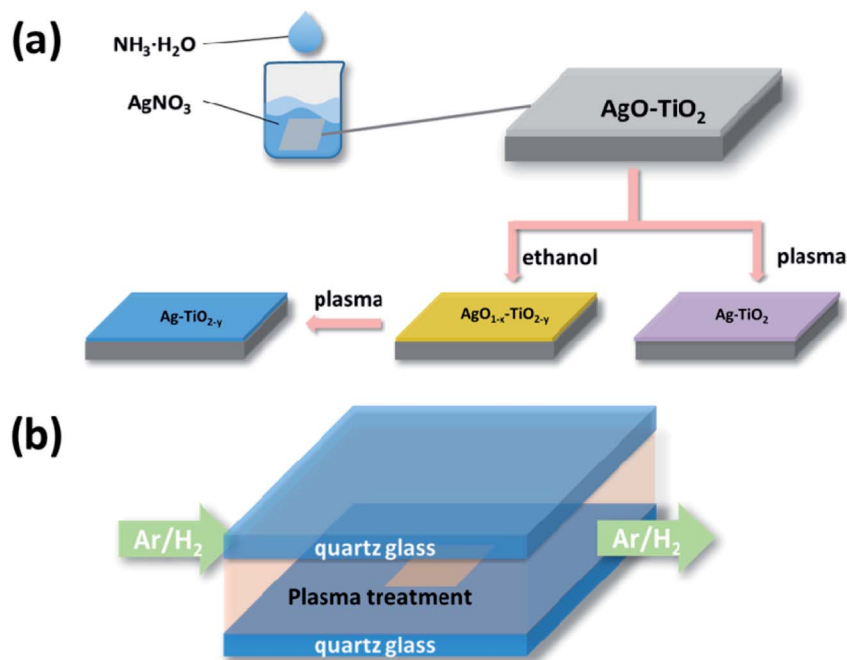 (a)
NH₃·H₂O
AgNO₃
AgO-TiO₂
ethanol
plasma
plasma
Ag-TiO₂₋ᵧ
AgO₁₋ₓ-TiO₂₋ᵧ
Ag-TiO₂
(b)
Ar/H₂
quartz glass
Ar/H₂
Plasma treatment
quartz glass